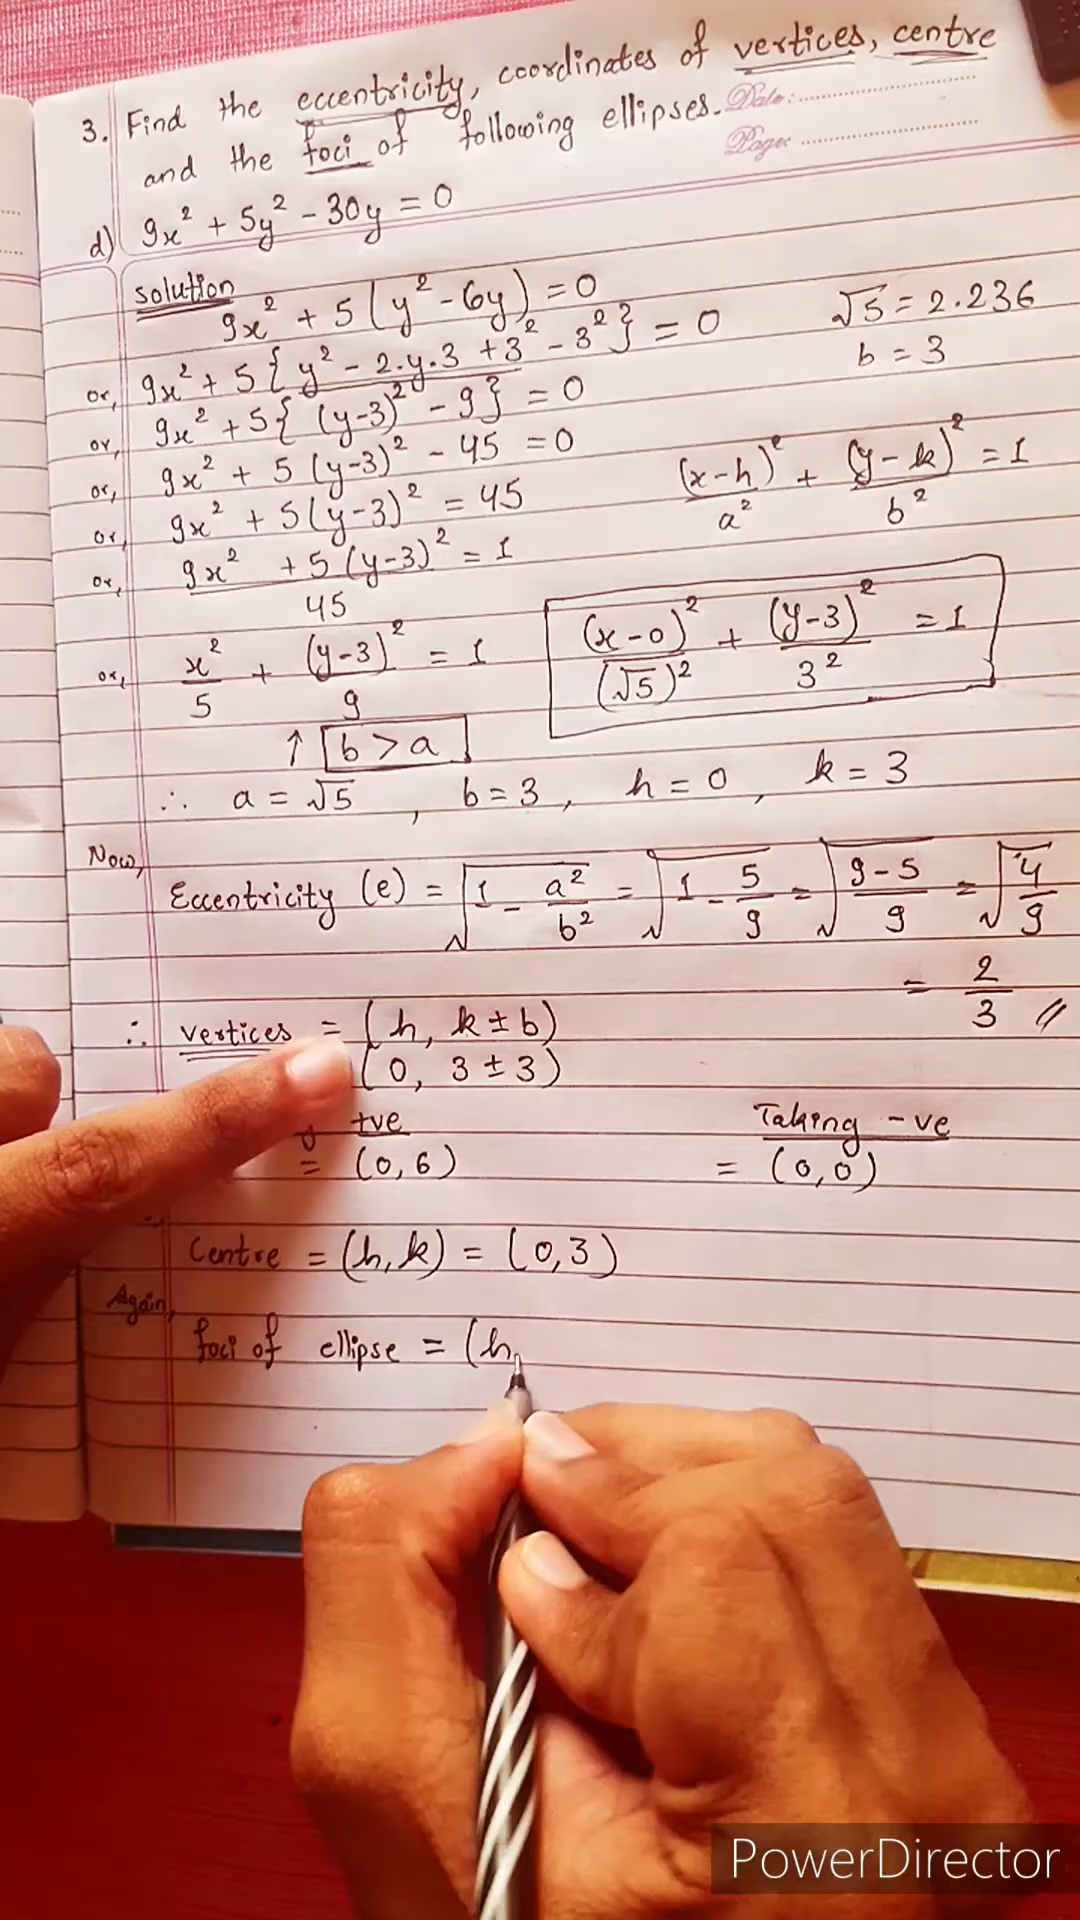 3. Find the eccentricity, coordinates of vertices, centre
and the foci of following ellipses.
Date:
Page:
d) 9x² + 5y² - 30y = 0
solution
9x² + 5(y² - 6y) = 0
√5 = 2.236
or, 9x² + 5{y² - 2.y.3 + 3² - 3²} = 0
b = 3
or, 9x² + 5{(y-3)² - 9} = 0
or, 9x² + 5(y-3)² - 45 = 0
(x-h)²/a² + (y-k)²/b² = 1
or, 9x² + 5(y-3)² = 45
or, 9x² + 5(y-3)²/45 = 1
or, x²/5 + (y-3)²/9 = 1
(x-0)²/(√5)² + (y-3)²/3² = 1
↑ b > a
∴ a = √5, b = 3, h = 0, k = 3
Now,
Eccentricity (e) = √1 - a²/b² = √1 - 5/9 = √9-5/9 = √4/9
= 2/3 //
∴ vertices = (h, k ± b)
(0, 3 ± 3)
+ve
Taking -ve
= (0,6)
= (0,0)
Centre = (h,k) = (0,3)
Again,
foci of ellipse = (h,
PowerDirector